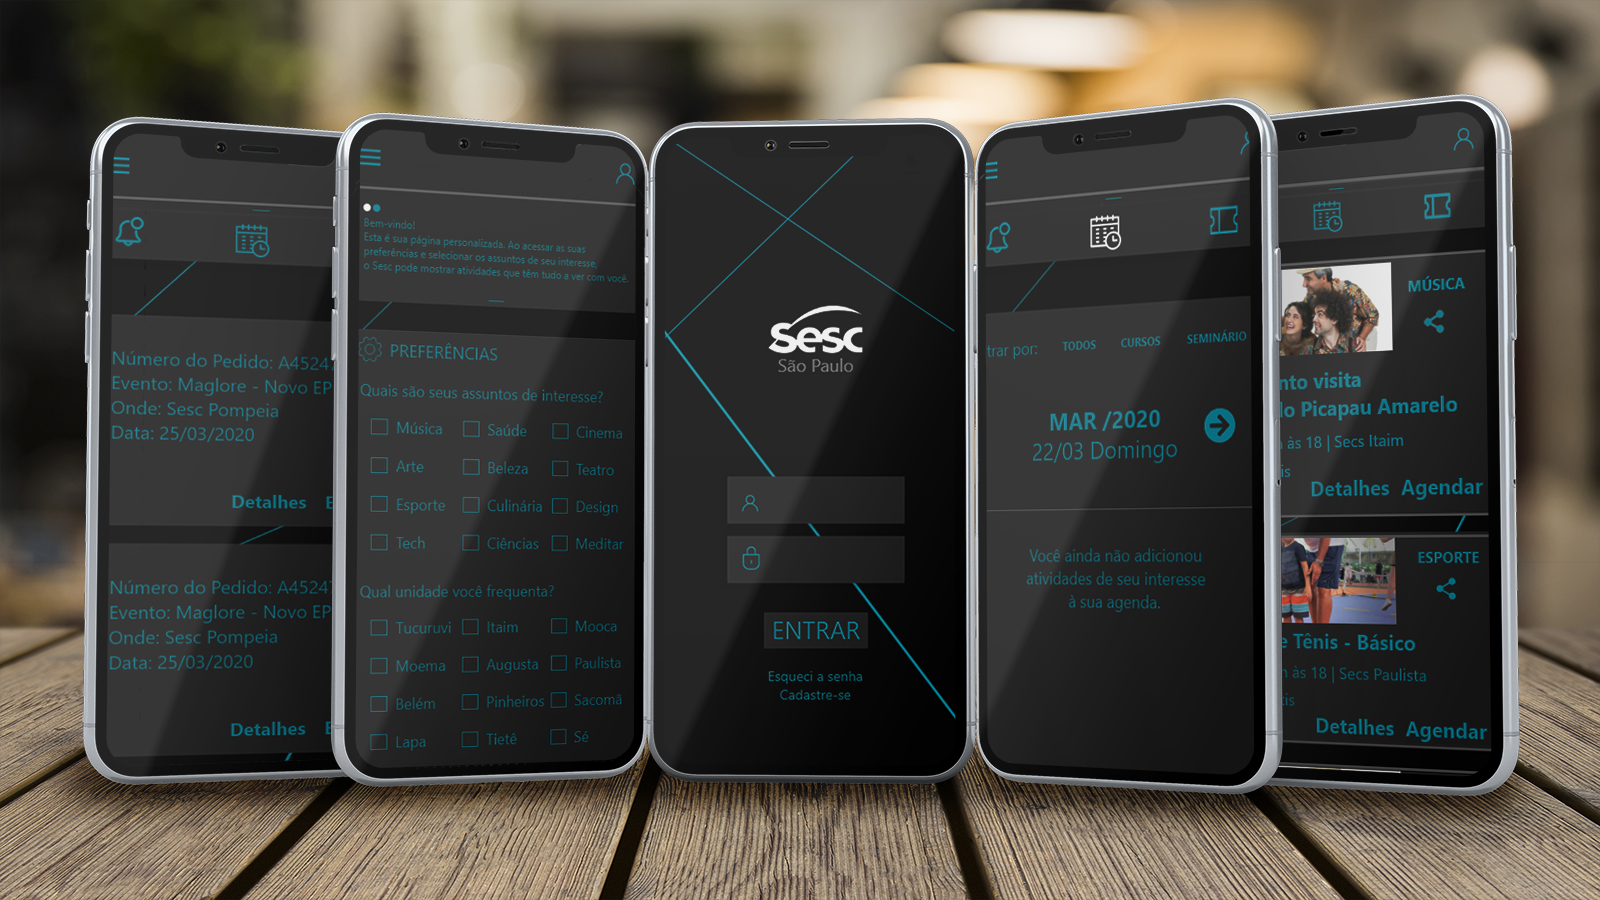 Número do Pedido: A4524
Evento: Maglore - Novo EP
Onde: Sesc Pompeia
Data: 25/03/2020
Detalhes
Número do Pedido: A4524
Evento: Maglore - Novo EP
Onde: Sesc Pompeia
Data: 25/03/2020
Detalhes
Bem-vindo!
Esta é sua página personalizada. Ao acessar as suas
preferências e selecionar os assuntos de seu interesse,
o Sesc pode mostrar atividades que têm tudo a ver com você.
PREFERÊNCIAS
Quais são seus assuntos de interesse?
Música Saúde Cinema
Arte Beleza Teatro
Esporte Culinária Design
Tech Ciências Meditar
Qual unidade você frequenta?
Tucuruvi Itaim Mooca
Moema Augusta Paulista
Belém Pinheiros Sacomã
Lapa Tietê Sé
Sesc
São Paulo
ENTRAR
Esqueci a senha
Cadastre-se
trar por: TODOS CURSOS SEMINÁRIO
MAR /2020
22/03 Domingo
Você ainda não adicionou
atividades de seu interesse
à sua agenda.
MÚSICA
nto visita
lo Picapau Amarelo
às 18 | Secs Itaim
is
Detalhes Agendar
ESPORTE
e Tênis - Básico
às 18 | Secs Paulista
is
Detalhes Agendar